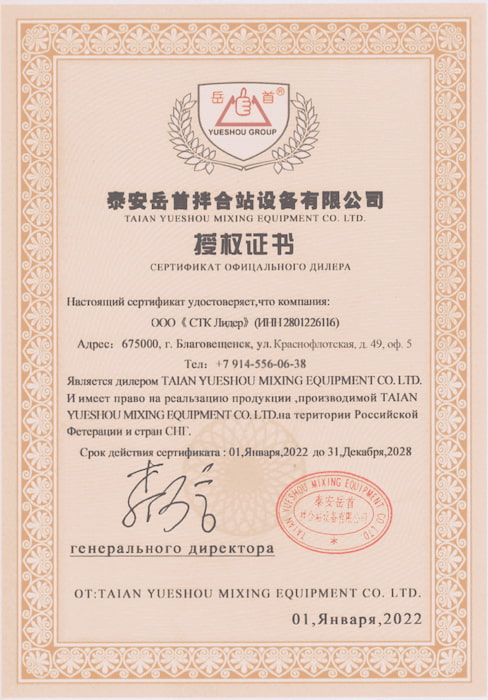 岳 首®
YUESHOU GROUP
泰安岳首拌合站设备有限公司
TAIAN YUESHOU MIXING EQUIPMENT CO. LTD.
授权证书
СЕРТИФИКАТ ОФИЦАЛЬНОГО ДИЛЕРА
Настоящий сертификат удостоверяет,что компания:
ООО《 СТК Лидер》(ИНН2801226116)
Адрес: 675000, г. Благовещенск, ул. Краснофлотская, д. 49, оф. 5
Тел: +7 914-556-06-38
Является дилером TAIAN YUESHOU MIXING EQUIPMENT CO. LTD.
И имеет право на реальзацию продукции ,производимой TAIAN
YUESHOU MIXING EQUIPMENT CO. LTD.на територии Российской
Фетерации и стран СНГ.
Срок действия сертификата : 01,Января,2022 до 31,Декабря,2028
TAIAN YUESHOU MIXING EQUIPMENT CO LTD
泰安岳首
拌合站设备有限公司
генерального директора
ОТ:TAIAN YUESHOU MIXING EQUIPMENT CO. LTD.
01,Января,2022